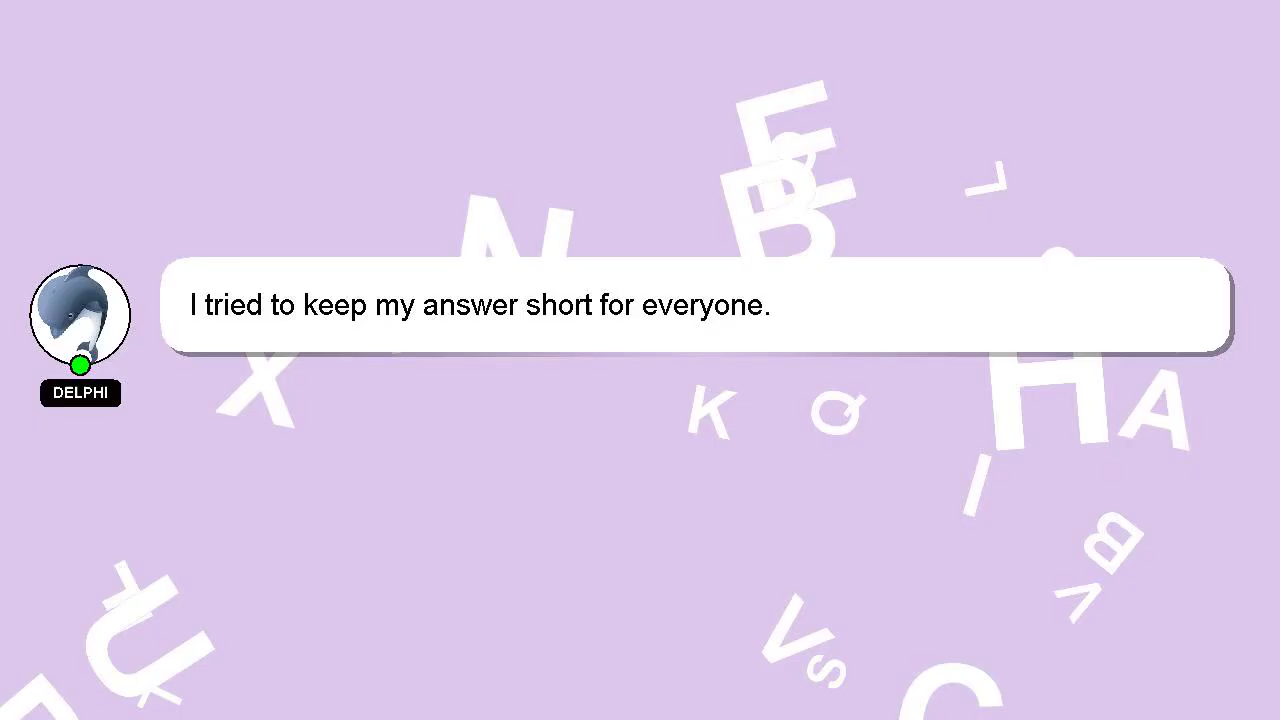 I tried to keep my answer short for everyone.
DELPHI
E
B
L
N
X
K
Q
H
A
I
B
V
U
V
S
C